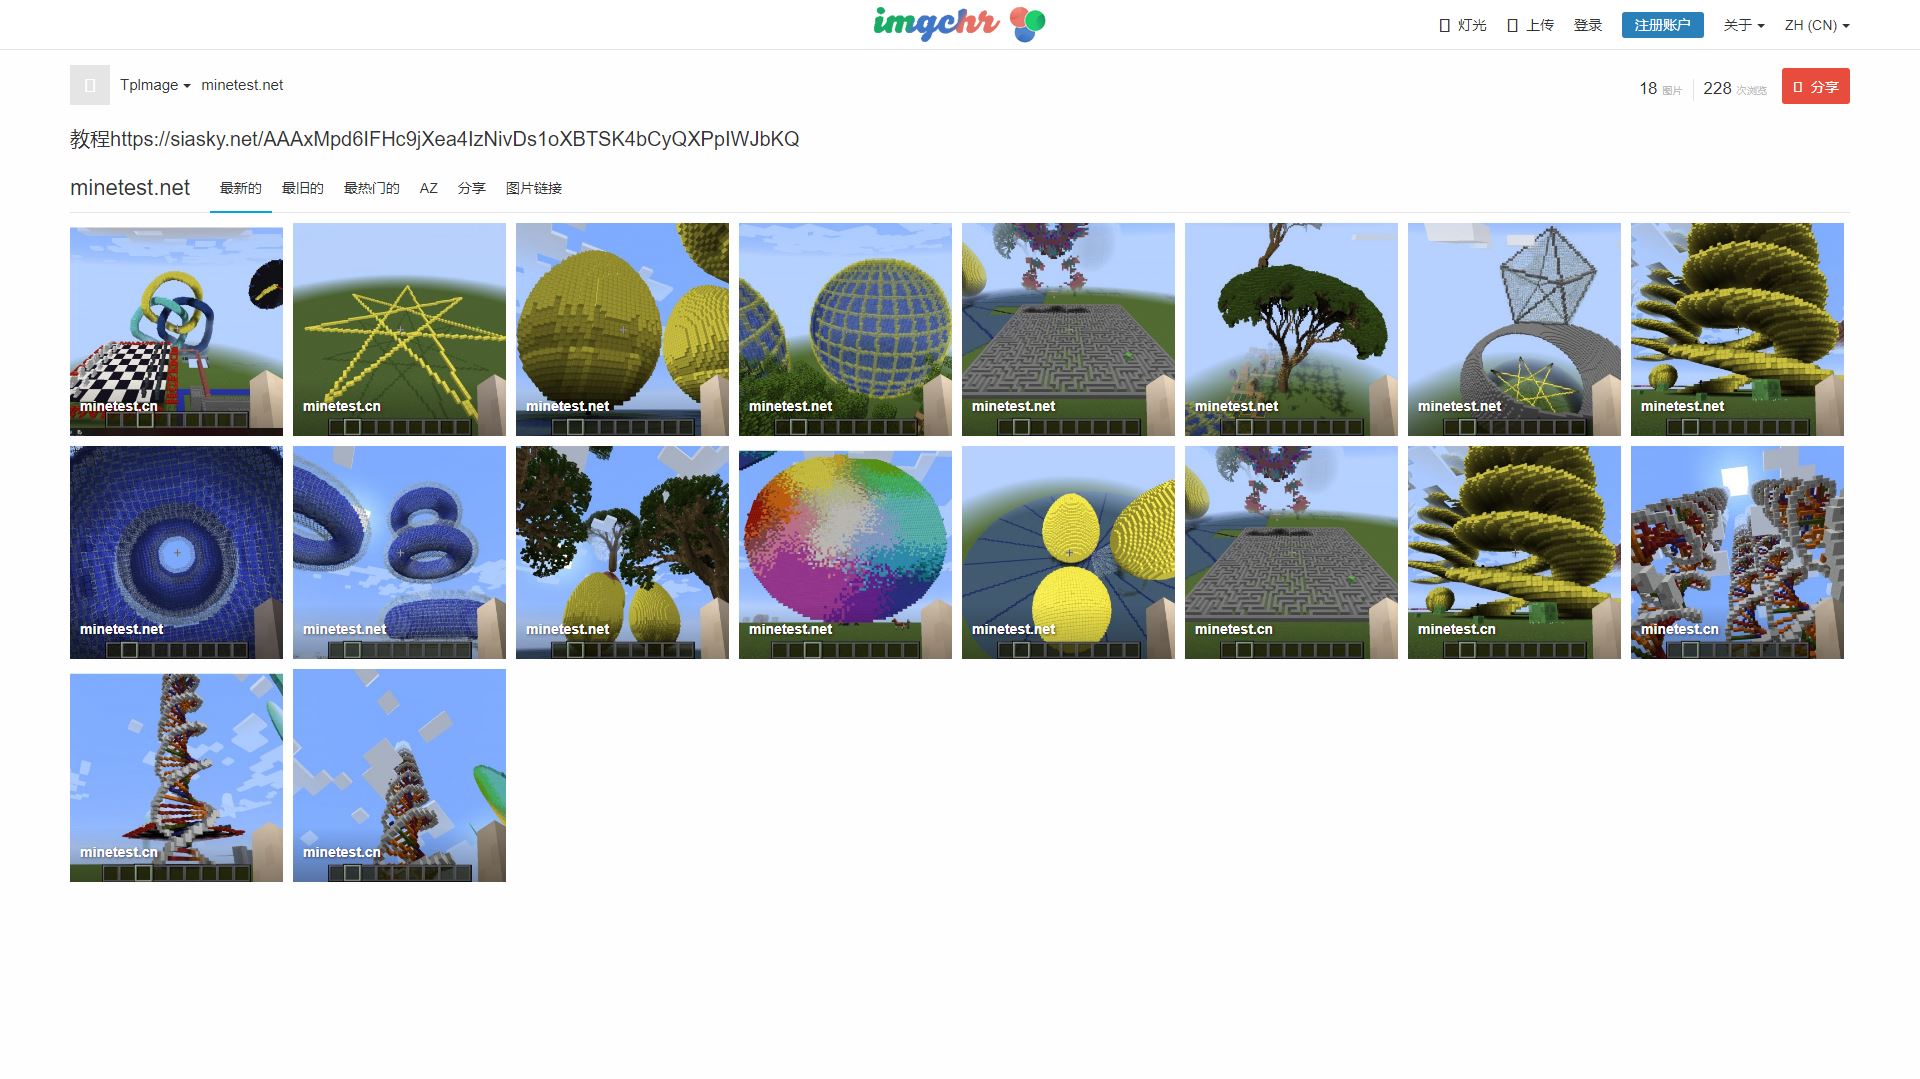 imgchr
灯光 上传 登录 注册账户 关于 ZH (CN)
TpImage minetest.net
18 图片 228 次浏览 分享
教程https://siasky.net/AAAxMpd6IFHc9jXea4IzNivDs1oXBTSK4bCyQXPpIWJbKQ
minetest.net 最新的 最旧的 最热门的 AZ 分享 图片链接
minetest.cn minetest.cn minetest.net minetest.net minetest.net minetest.net minetest.net minetest.net
minetest.net minetest.net minetest.net minetest.net minetest.net minetest.cn minetest.cn minetest.cn
minetest.cn minetest.cn